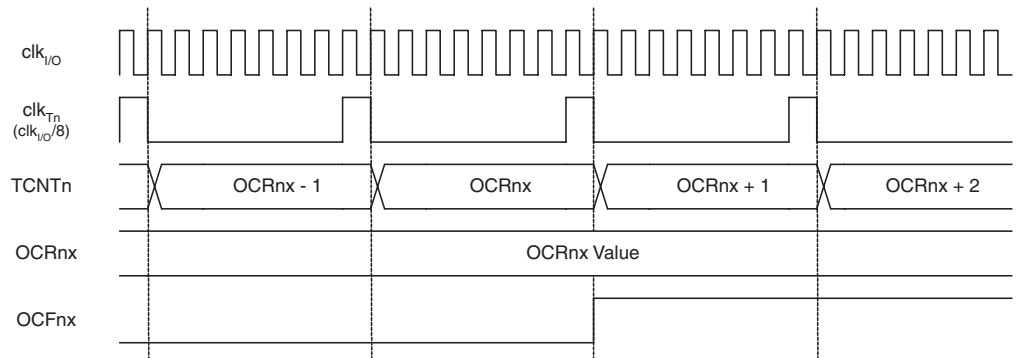 clkI/O
clkTn
(clkI/O/8)
TCNTn OCRnx - 1 OCRnx OCRnx + 1 OCRnx + 2
OCRnx OCRnx Value
OCFnx